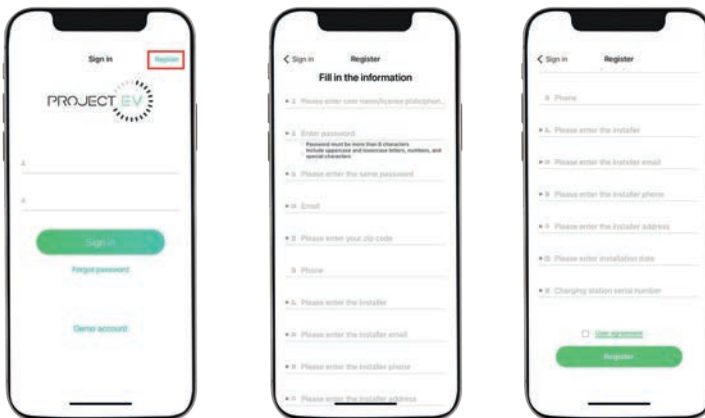 Sign in
Register
PROJECT EV
Sign in
Forgot password
Demo account
Sign in
Register
Fill in the information
Please enter user name/license plate/phon...
Enter password
Password must be more than 8 characters
Include uppercase and lowercase letters, numbers, and
special characters
Please enter the same password
Email
Please enter your zip code
Phone
Please enter the installer
Please enter the installer email
Please enter the installer phone
Please enter the installer address
Sign in
Register
Phone
Please enter the installer
Please enter the installer email
Please enter the installer phone
Please enter the installer address
Please enter installation date
Charging station serial number
User agreement
Register